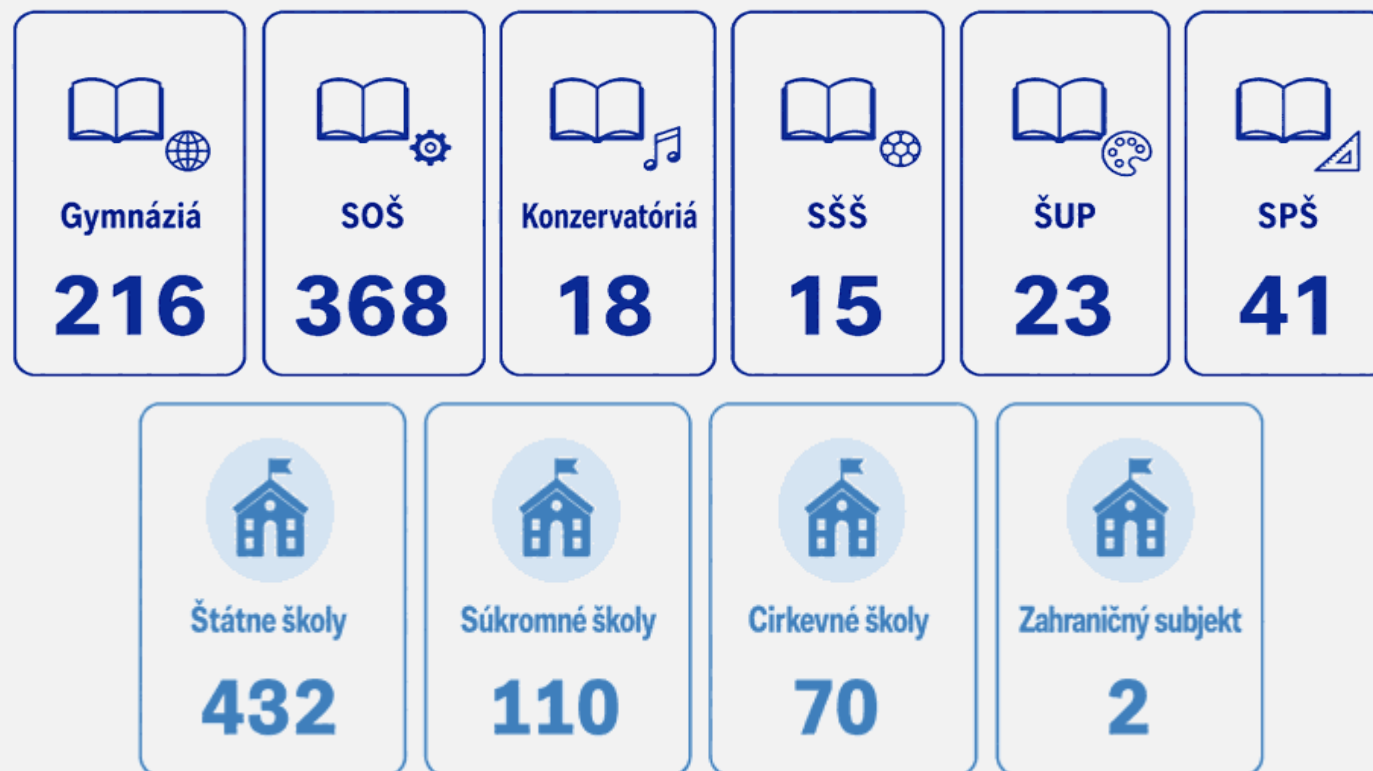 Gymnáziá
216
SOŠ
368
Konzervatóriá
18
SŠŠ
15
ŠUP
23
SPŠ
41
Štátne školy
432
Súkromné školy
110
Cirkevné školy
70
Zahraničný subjekt
2